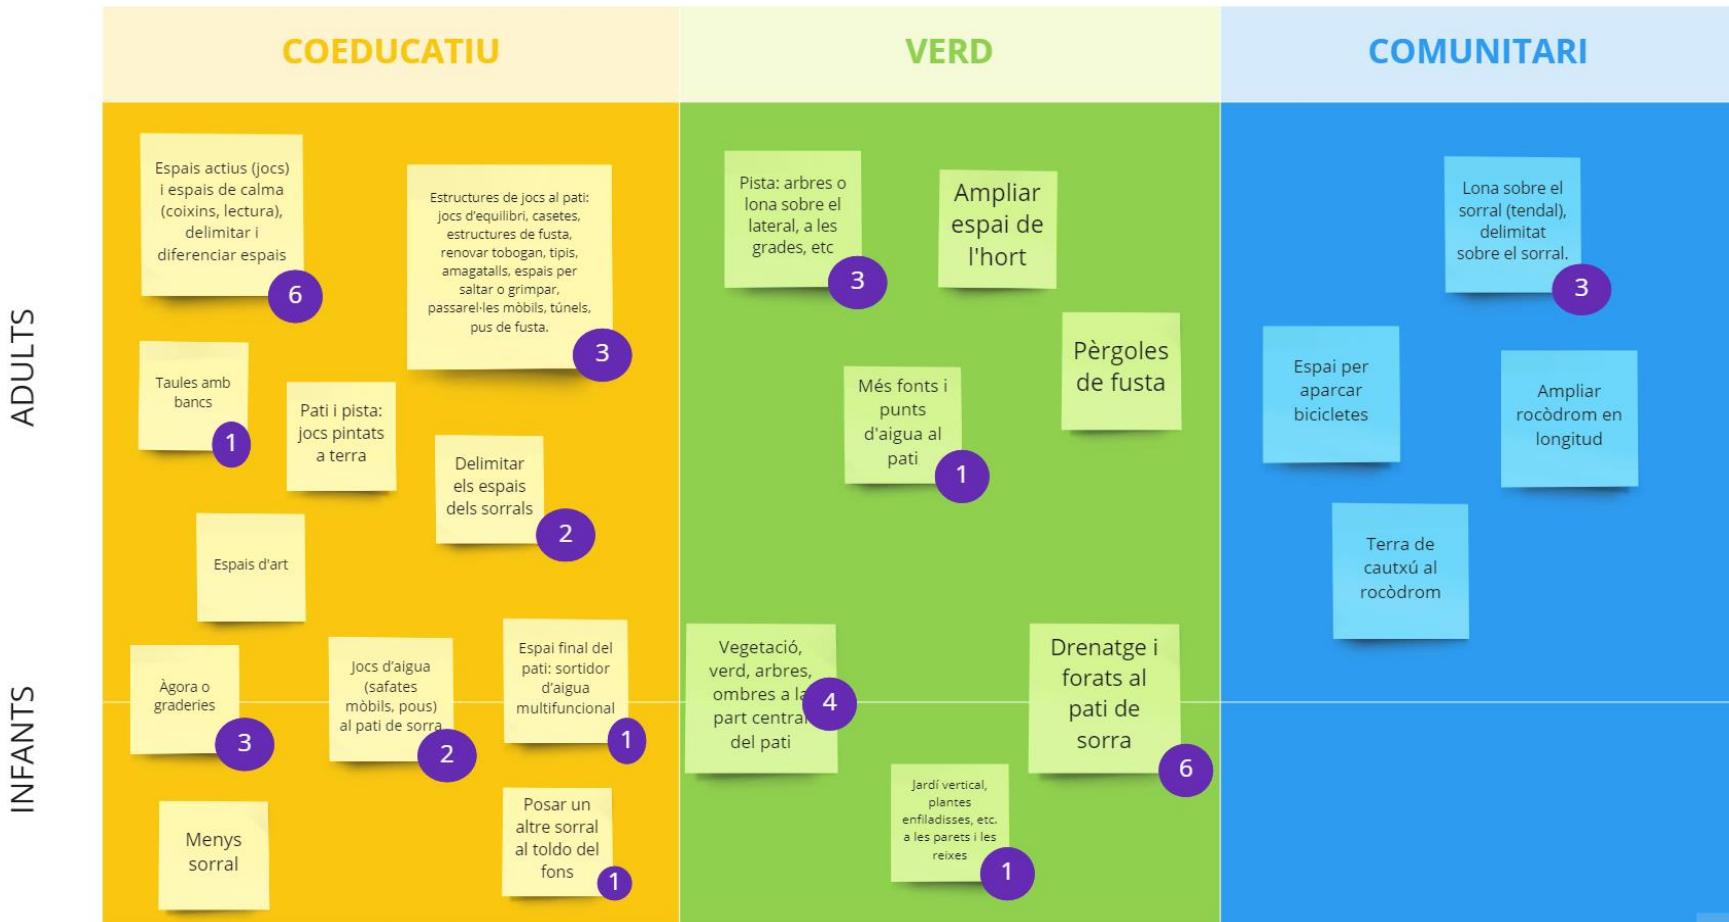 COEDUCATIU
VERD
COMUNITARI
ADULTS
INFANTS
Espais actius (jocs)
i espais de calma
(coixins, lectura),
delimitar i
diferenciar espais
6
Estructures de jocs al pati:
jocs d'equilibri, casetes,
estructures de fusta,
renovar tobogan, tipis,
amagatalls, espais per
saltar o grimpar,
passarel·les mòbils, túnels,
pus de fusta.
3
Taules amb
bancs
1
Pati i pista:
jocs pintats
a terra
Delimitar
els espais
dels sorrals
2
Espais d'art
Àgora o
graderies
3
Jocs d'aigua
(safates
mòbils, pous)
al pati de sorra
2
Espai final del
pati: sortidor
d'aigua
multifuncional
1
Menys
sorral
Posar un
altre sorral
al toldo del
fons
1
Pista: arbres o
lona sobre el
lateral, a les
grades, etc
3
Ampliar
espai de
l'hort
Pèrgoles
de fusta
Més fonts i
punts
d'aigua al
pati
1
Vegetació,
verd, arbres,
ombres a la
part central
del pati
4
Drenatge i
forats al
pati de
sorra
6
Jardí vertical,
plantes
enfiladisses, etc.
a les parets i les
reixes
1
Lona sobre el
sorral (tendal),
delimitat
sobre el sorral.
3
Espai per
aparcar
bicicletes
Ampliar
rocòdrom en
longitud
Terra de
cautxú al
rocòdrom